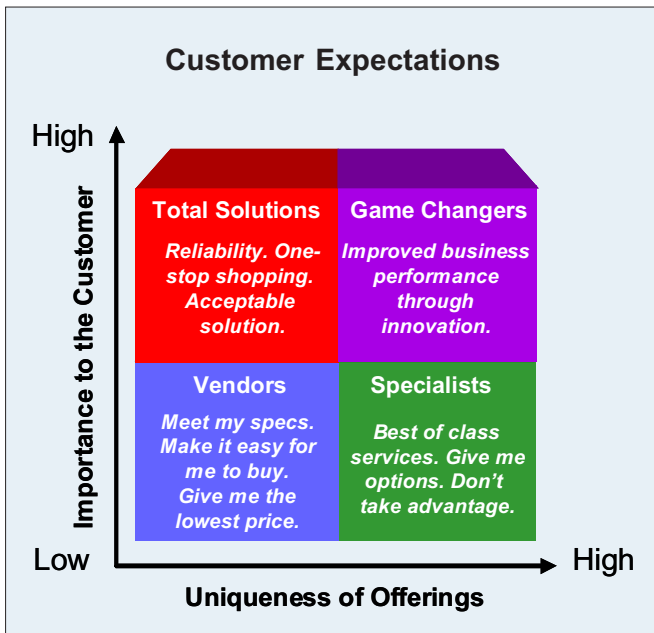 Customer Expectations
High
Importance to the Customer
Total Solutions
Reliability. One-
stop shopping.
Acceptable
solution.
Game Changers
Improved business
performance
through
innovation.
Vendors
Meet my specs.
Make it easy for
me to buy.
Give me the
lowest price.
Specialists
Best of class
services. Give me
options. Don't
take advantage.
Low
High
Uniqueness of Offerings